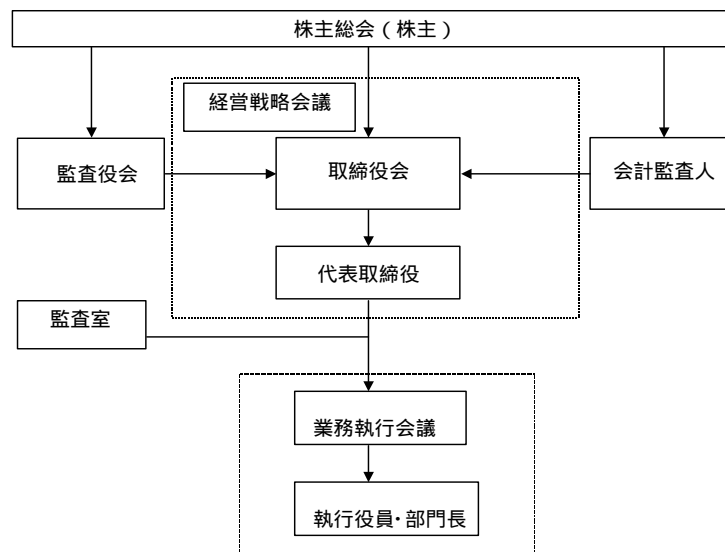 株主総会(株主)
経営戦略会議
監査役会
取締役会
会計監査人
代表取締役
監査室
業務執行会議
執行役員・部門長